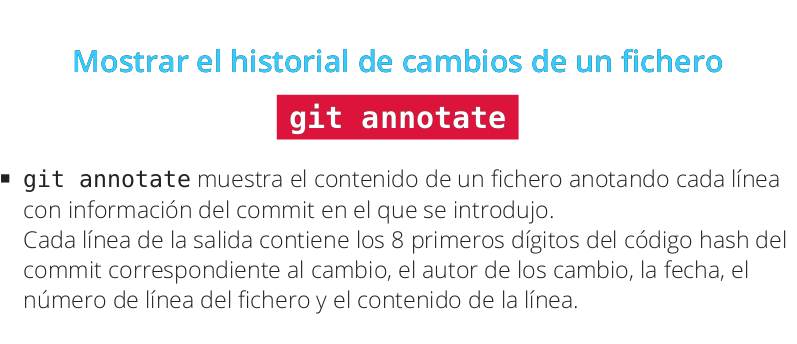 Mostrar el historial de cambios de un fichero
git annotate
▪ git annotate muestra el contenido de un fichero anotando cada línea
con información del commit en el que se introdujo.
Cada línea de la salida contiene los 8 primeros dígitos del código hash del
commit correspondiente al cambio, el autor de los cambio, la fecha, el
número de línea del fichero y el contenido de la línea.